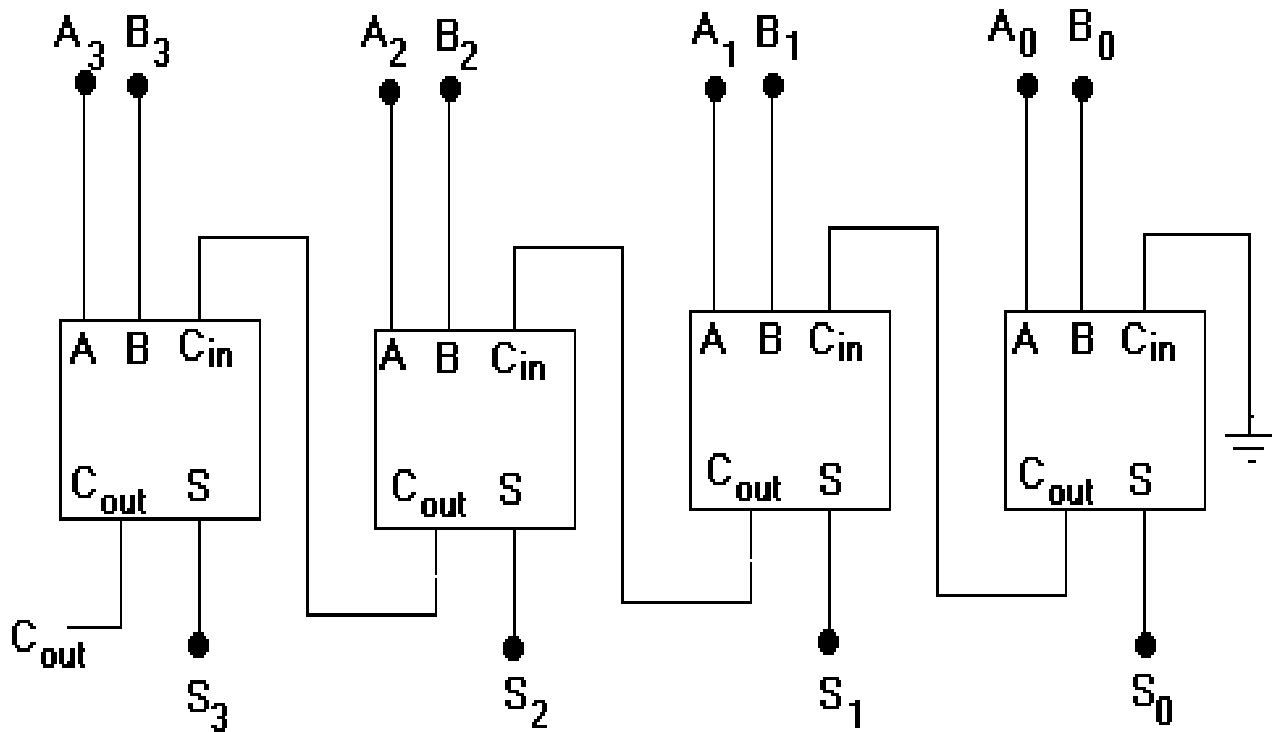 A3 B3 A2 B2 A1 B1 A0 B0
A B Cin A B Cin A B Cin A B Cin
Cout S Cout S Cout S Cout S
Cout
S3 S2 S1 S0